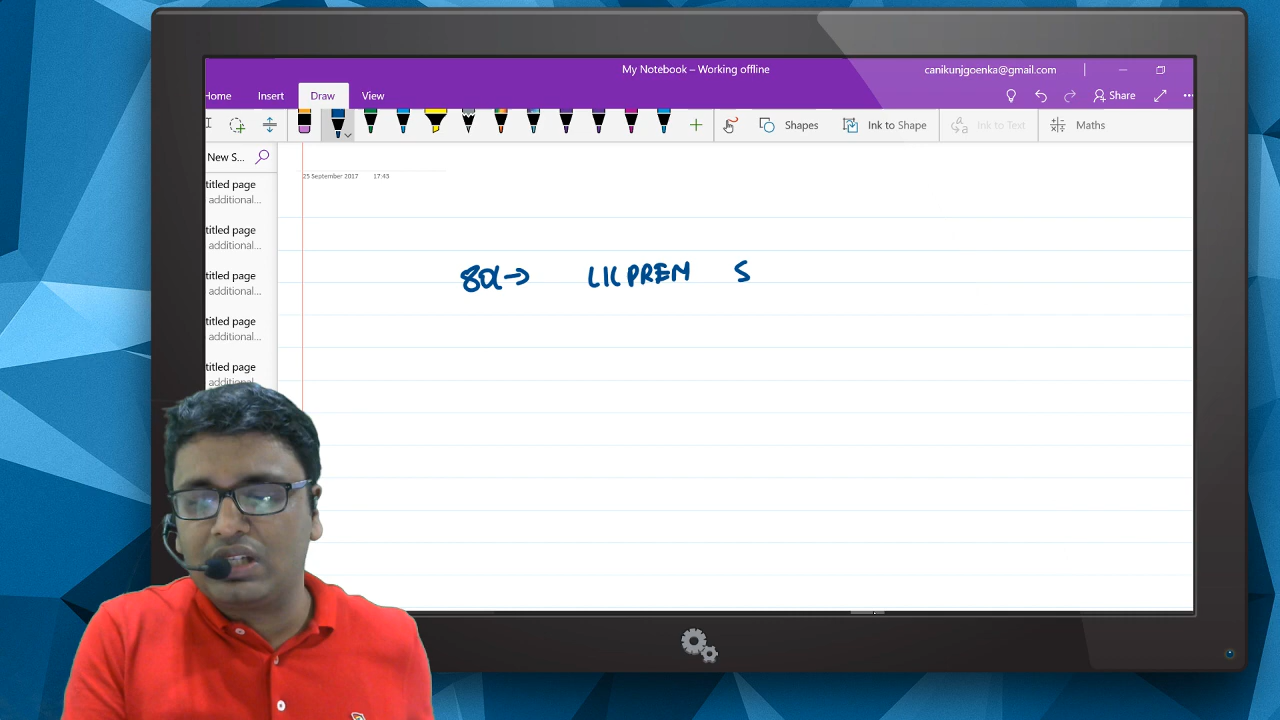 My Notebook – Working offline
canikunjgoenka@gmail.com
Home Insert Draw View
Share
Shapes Ink to Shape Ink to Text Maths
New S...
titled page
additional...
titled page
additional...
titled page
additional...
titled page
additional...
titled page
additional...
25 September 2017 17:43
80C→ LIC PREM S